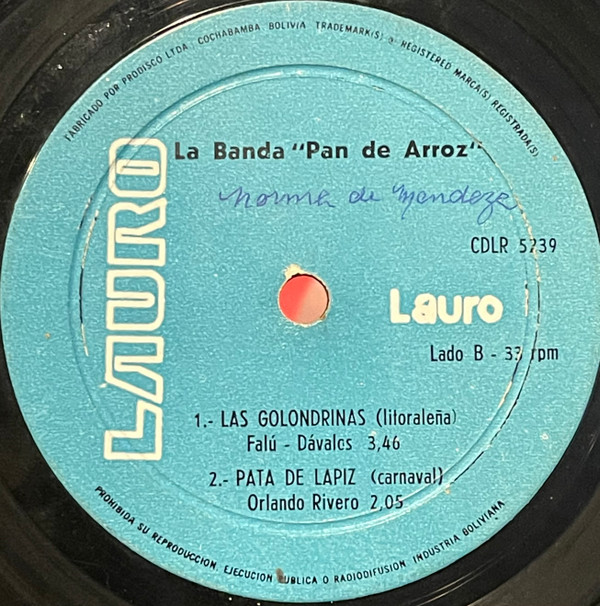 FABRICADO POR PRODISCO LTDA. COCHABAMBA BOLIVIA TRADEMARK(S) ® REGISTERED MARCA(S) REGISTRADA(S)
LAURO
La Banda "Pan de Arroz"
Norma de Mendoza
CDLR 5239
Lauro
Lado B - 33 rpm
1.- LAS GOLONDRINAS (litoraleña)
Falú - Dávalos 3,46
2.- PATA DE LAPIZ (carnaval)
Orlando Rivero 2,05
PROHIBIDA SU REPRODUCCION, EJECUCION PUBLICA O RADIODIFUSION. INDUSTRIA BOLIVIANA